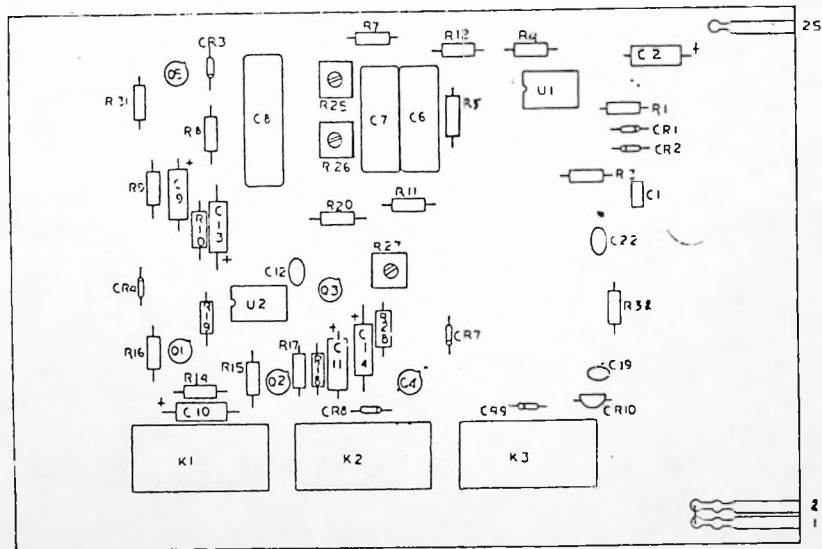 R7
R12
R4
25
CR3
Q5
C2 +
R25
U1
R31
C8
C7
C6
R5
R1
R8
CR1
CR2
R26
R9
+
C9
R2
C1
R11
R10
C13
R20
C22
+
R27
C12
CR4
Q3
U2
R19
R32
+
+
R28
CR7
R16
Q1
R17
C11
C14
R15
R18
C19
R14
Q2
C4
+
C10
CR8
C99
CR10
K1
K2
K3
2
1